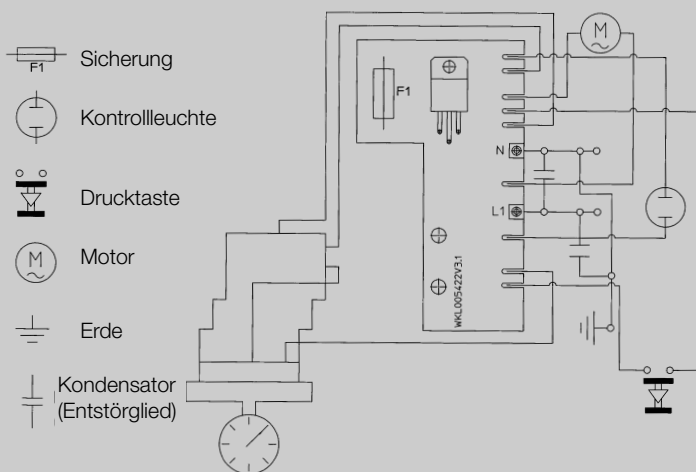 F1
Sicherung
Kontrollleuchte
Drucktaste
M
Motor
Erde
Kondensator
(Entstörglied)
F1
N
L1
WKL005422V3.1
M